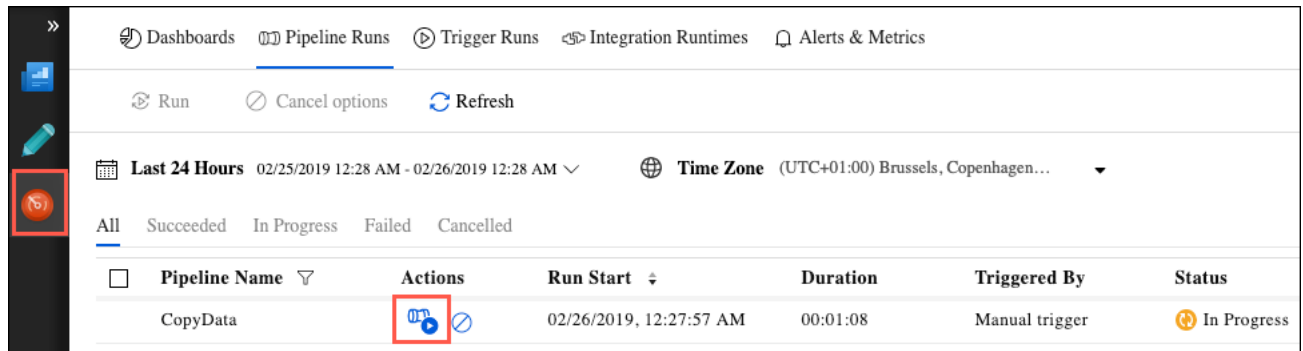 »
Dashboards Pipeline Runs Trigger Runs Integration Runtimes Alerts & Metrics
Run Cancel options Refresh
Last 24 Hours 02/25/2019 12:28 AM - 02/26/2019 12:28 AM Time Zone (UTC+01:00) Brussels, Copenhagen...
All Succeeded In Progress Failed Cancelled
Pipeline Name Actions Run Start Duration Triggered By Status
CopyData 02/26/2019, 12:27:57 AM 00:01:08 Manual trigger In Progress